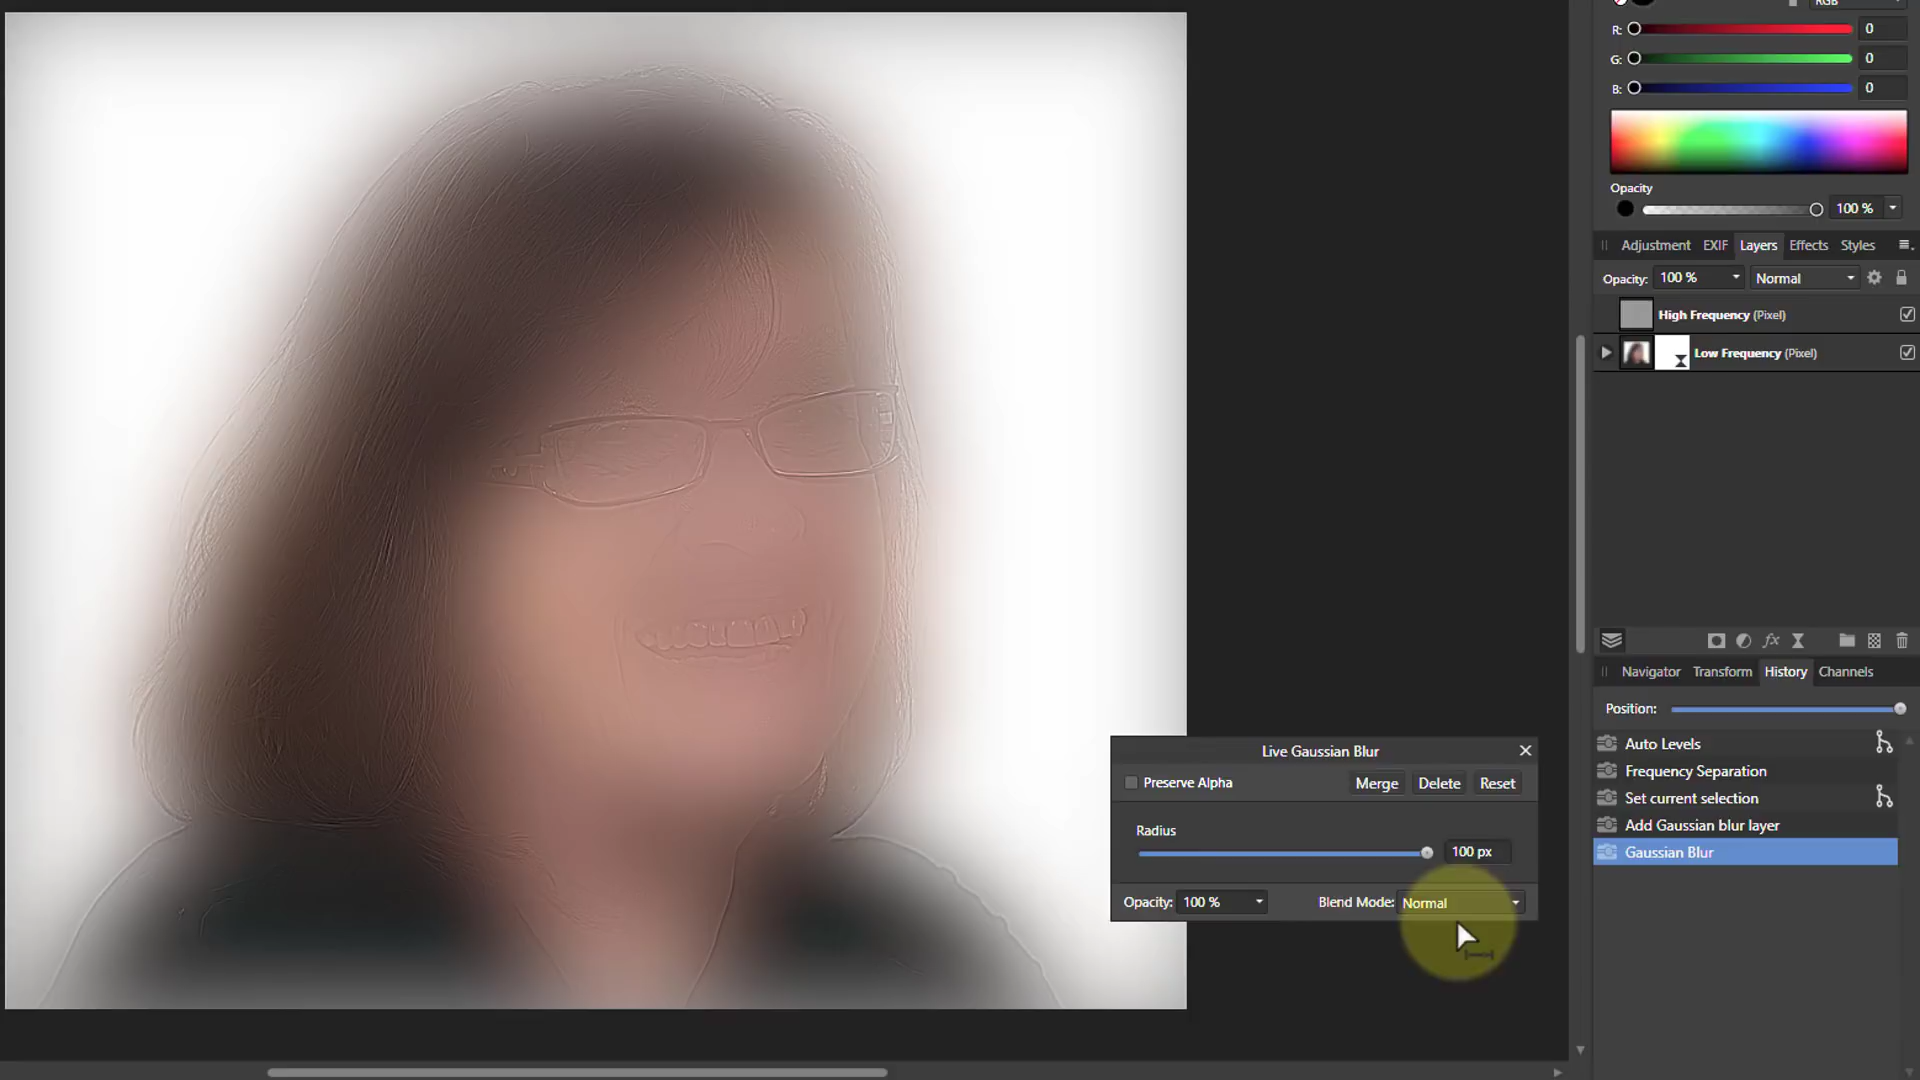 RGB
R: 0
G: 0
B: 0
Opacity
100 %
Adjustment EXIF Layers Effects Styles
Opacity: 100 % Normal
High Frequency (Pixel)
Low Frequency (Pixel)
fx
Navigator Transform History Channels
Position:
Auto Levels
Frequency Separation
Set current selection
Add Gaussian blur layer
Gaussian Blur
Live Gaussian Blur
Preserve Alpha Merge Delete Reset
Radius
100 px
Opacity: 100 % Blend Mode: Normal